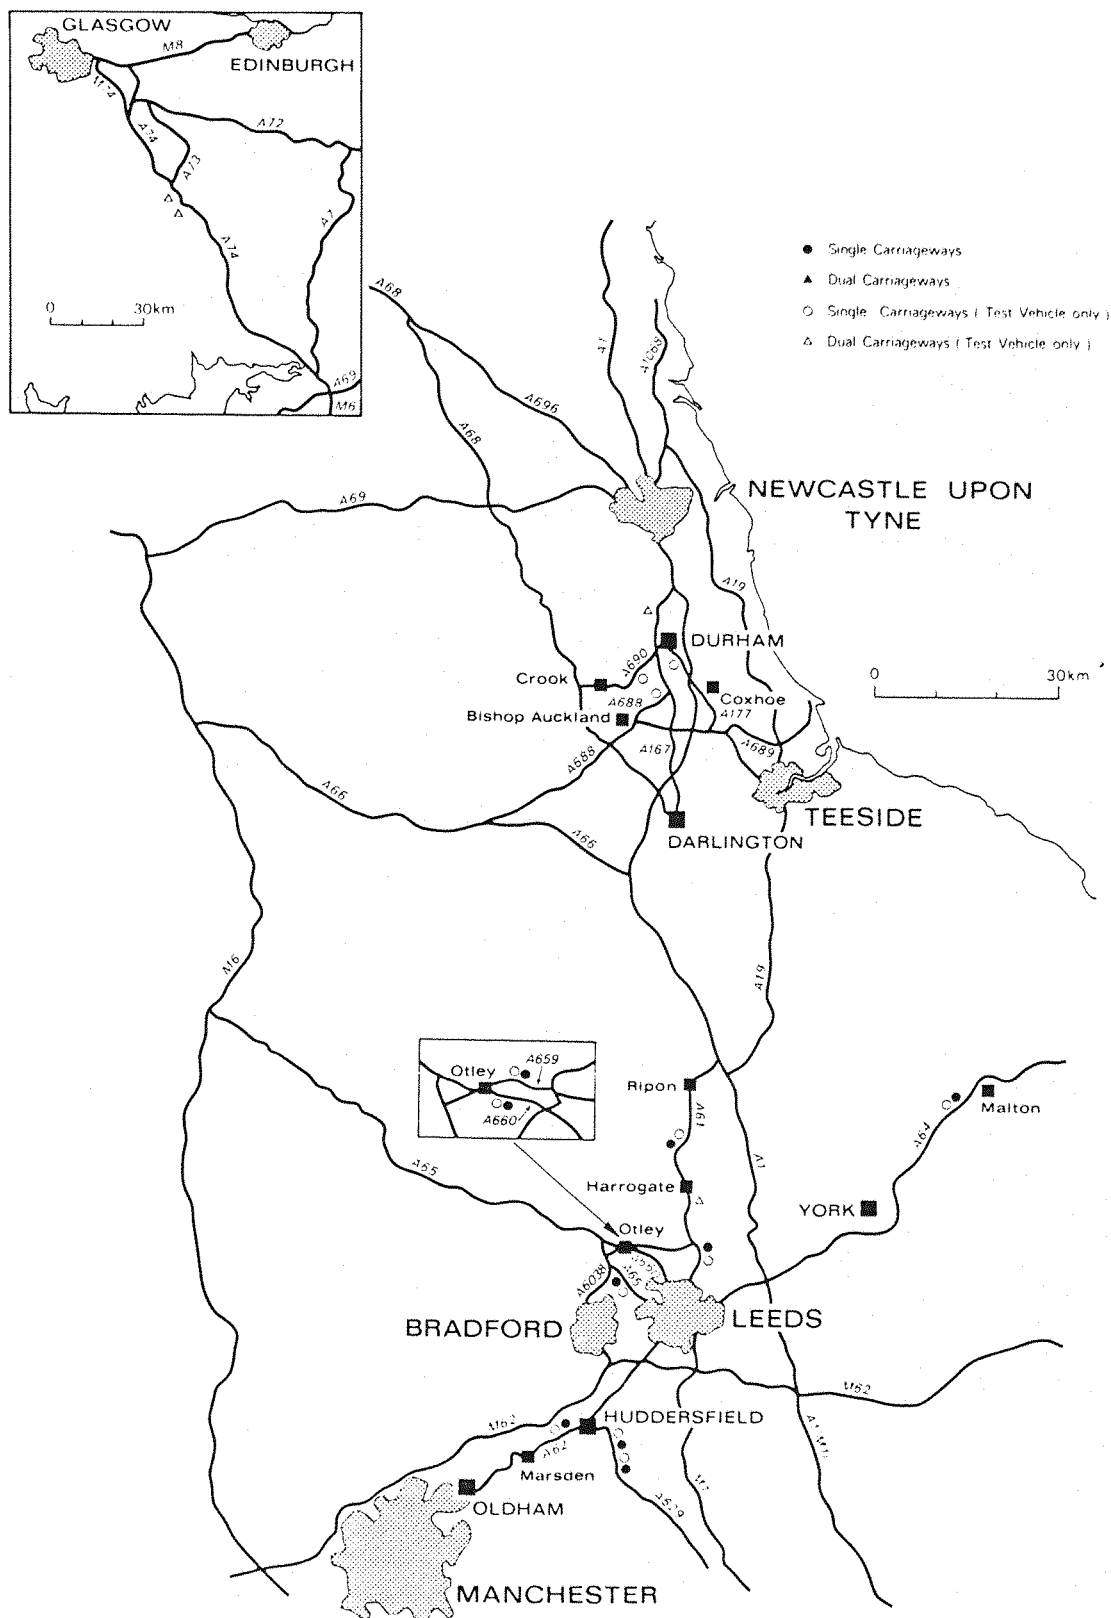 GLASGOW
M8
EDINBURGH
M74
A72
A74
A73
A7
A74
0 30km
A69
M6
Single Carriageways
Dual Carriageways
Single Carriageways ( Test Vehicle only )
Dual Carriageways ( Test Vehicle only )
A68
A1
A1068
A696
A68
A69
NEWCASTLE UPON
TYNE
A19
DURHAM
A690
Crook
Coxhoe
0 30km
A688
A177
Bishop Auckland
A167
A689
A688
A66
TEESIDE
A66
DARLINGTON
A19
A16
A659
Otley
A660
Ripon
A61
Malton
A64
A65
A1
Harrogate
YORK
Otley
A65
A6038
BRADFORD
LEEDS
M62
M62
HUDDERSFIELD
A62
Marsden
OLDHAM
A629
MANCHESTER